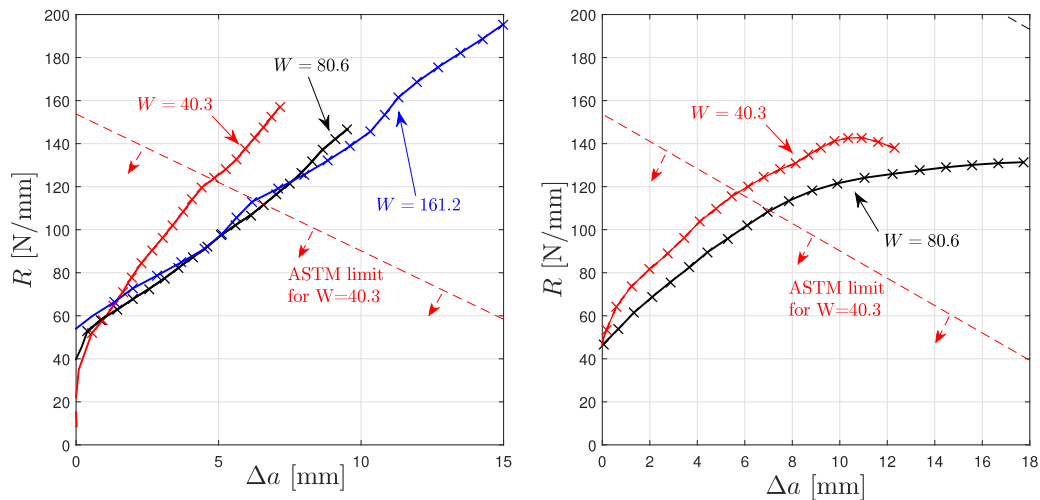 200
180
160
140
120
100
80
60
40
20
0
R [N/mm]
0
5
10
15
Δa [mm]
W = 40.3
W = 80.6
W = 161.2
ASTM limit
for W=40.3
200
180
160
140
120
100
80
60
40
20
0
R [N/mm]
0
2
4
6
8
10
12
14
16
18
Δa [mm]
W = 40.3
W = 80.6
ASTM limit
for W=40.3